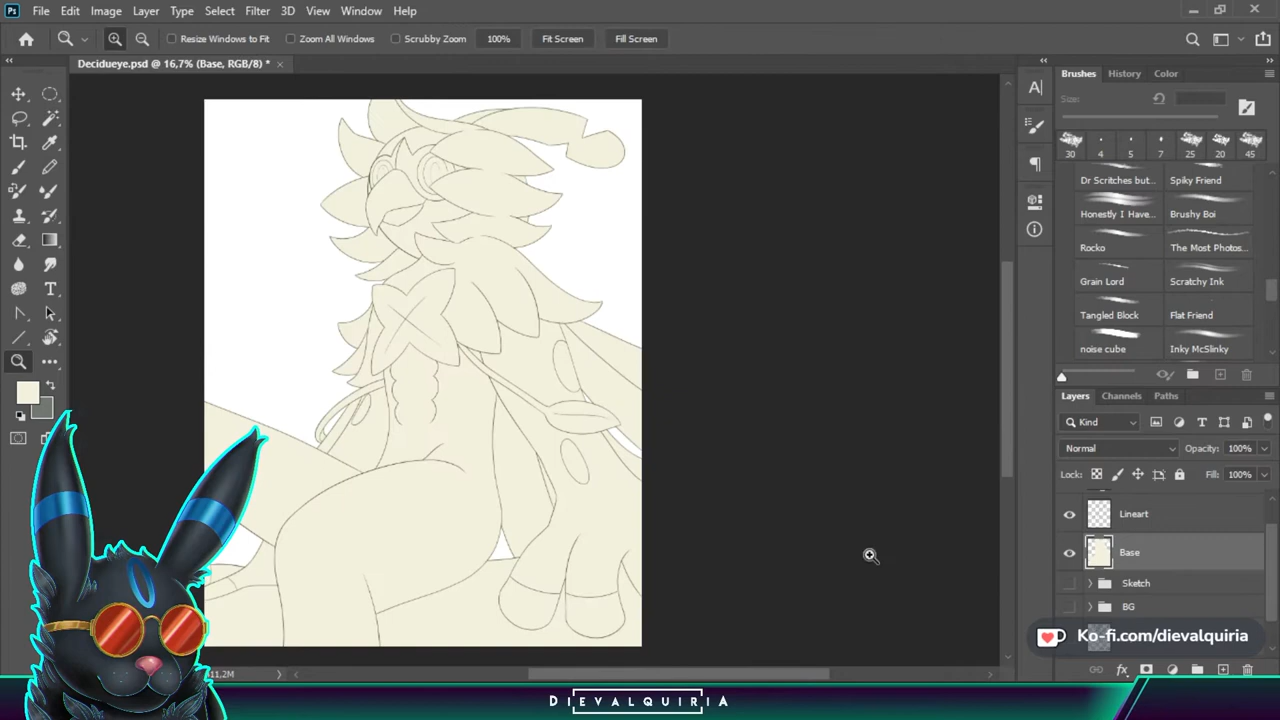 Ps File Edit Image Layer Type Select Filter 3D View Window Help
Resize Windows to Fit Zoom All Windows Scrubby Zoom 100% Fit Screen Fill Screen
Decidueye.psd @ 16,7% (Base, RGB/8) *
Brushes History Color
Size:
30 4 5 7 25 20 45
Dr Scritches but... Spiky Friend
Honestly I Have... Brushy Boi
Rocko The Most Photos...
Grain Lord Scratchy Ink
Tangled Block Flat Friend
noise cube Inky McSlinky
Layers Channels Paths
Kind
Normal Opacity: 100%
Lock: Fill: 100%
Lineart
Base
Sketch
BG
Ko-fi.com/dievalquiria
11,2M
DIEVALQUIRIA